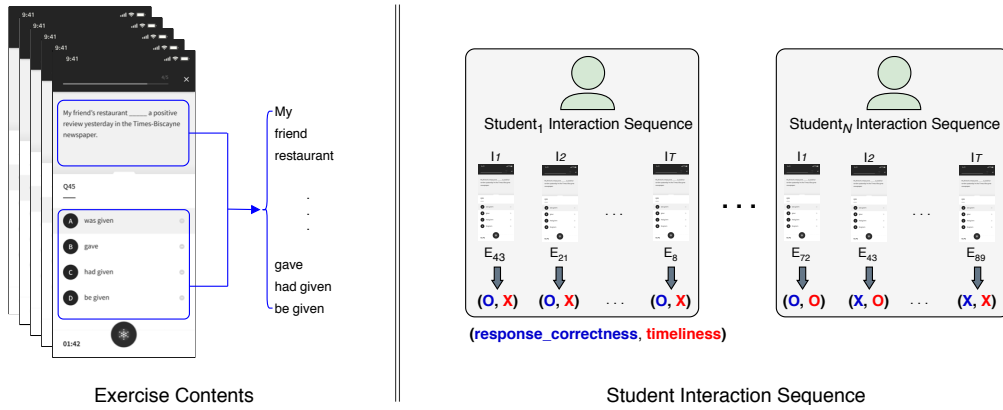 9:41
9:41
9:41
9:41
9:41
4/5
×
My friend's restaurant _____ a positive
review yesterday in the Times-Biscayne
newspaper.
Q45
A was given
B gave
C had given
D be given
01:42
My
friend
restaurant
.
.
.
gave
had given
be given
Exercise Contents
Student1 Interaction Sequence
I1 I2 IT
. . .
E43 E21 E8
(O, X) (O, X) . . . (O, X)
(response_correctness, timeliness)
. . .
StudentN Interaction Sequence
I1 I2 IT
. . .
E72 E43 E89
(O, O) (X, O) . . . (X, X)
Student Interaction Sequence